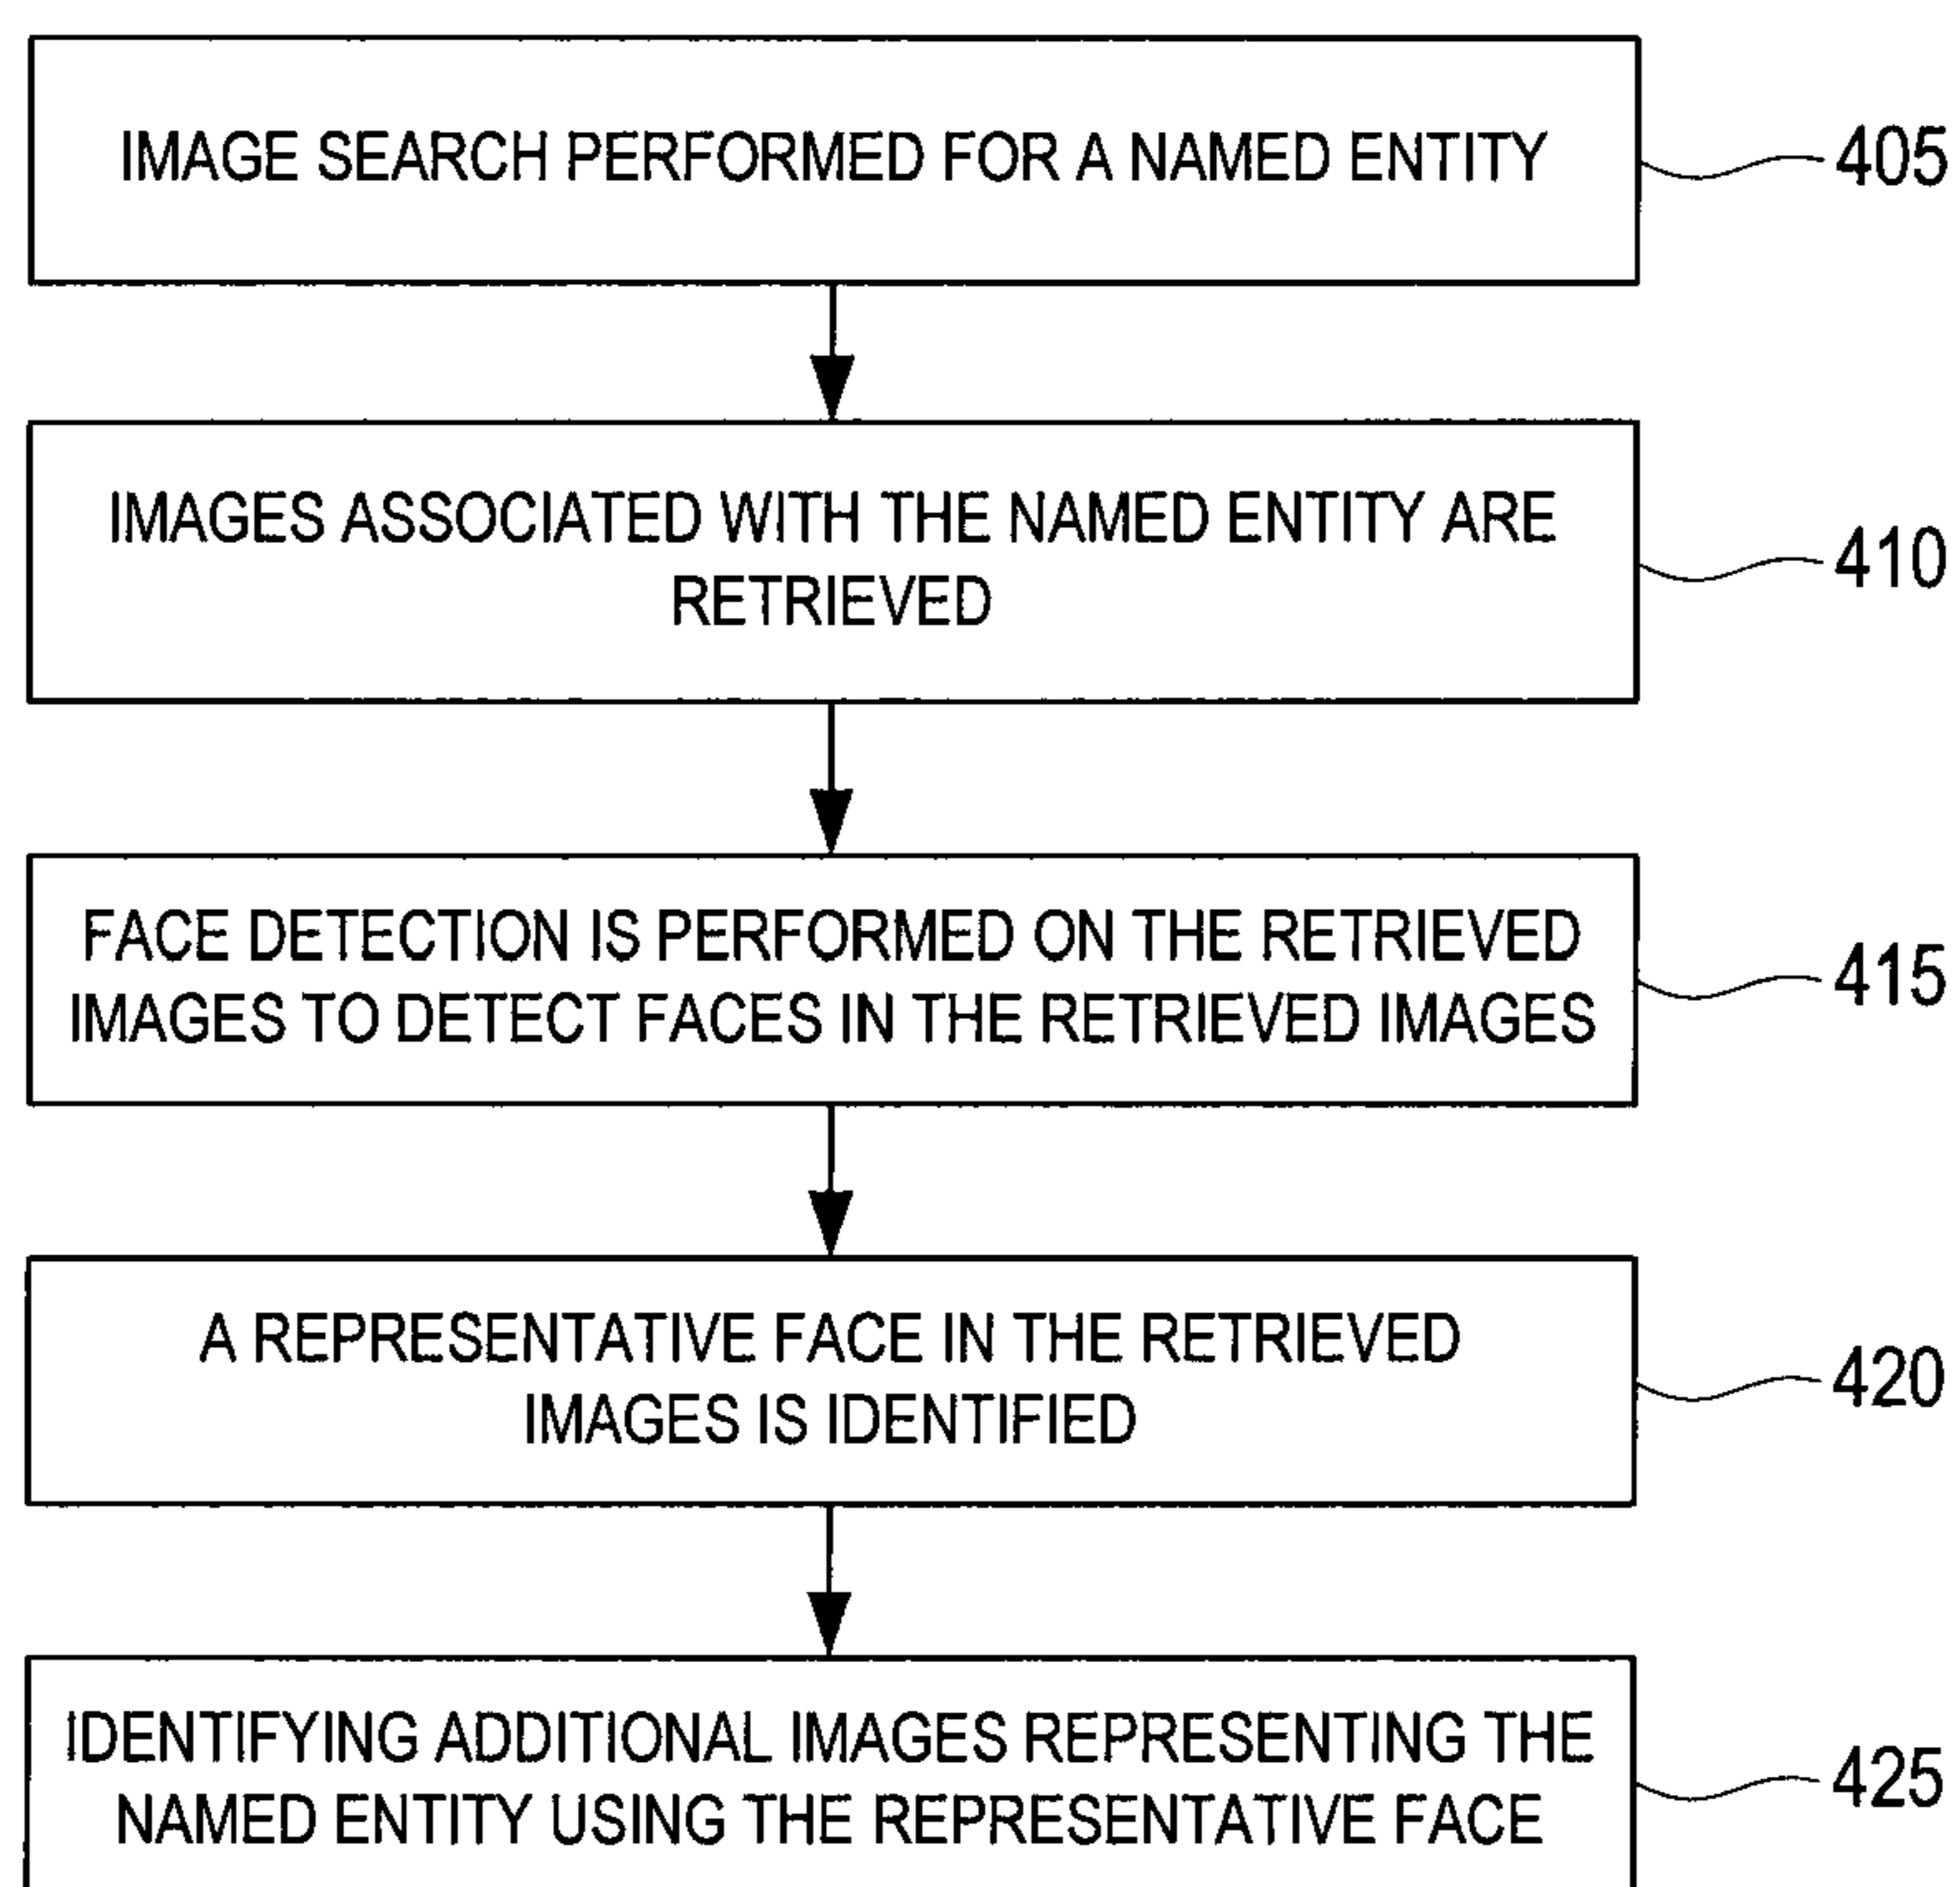 IMAGE SEARCH PERFORMED FOR A NAMED ENTITY
405
IMAGES ASSOCIATED WITH THE NAMED ENTITY ARE
RETRIEVED
410
FACE DETECTION IS PERFORMED ON THE RETRIEVED
IMAGES TO DETECT FACES IN THE RETRIEVED IMAGES
415
A REPRESENTATIVE FACE IN THE RETRIEVED
IMAGES IS IDENTIFIED
420
IDENTIFYING ADDITIONAL IMAGES REPRESENTING THE
NAMED ENTITY USING THE REPRESENTATIVE FACE
425